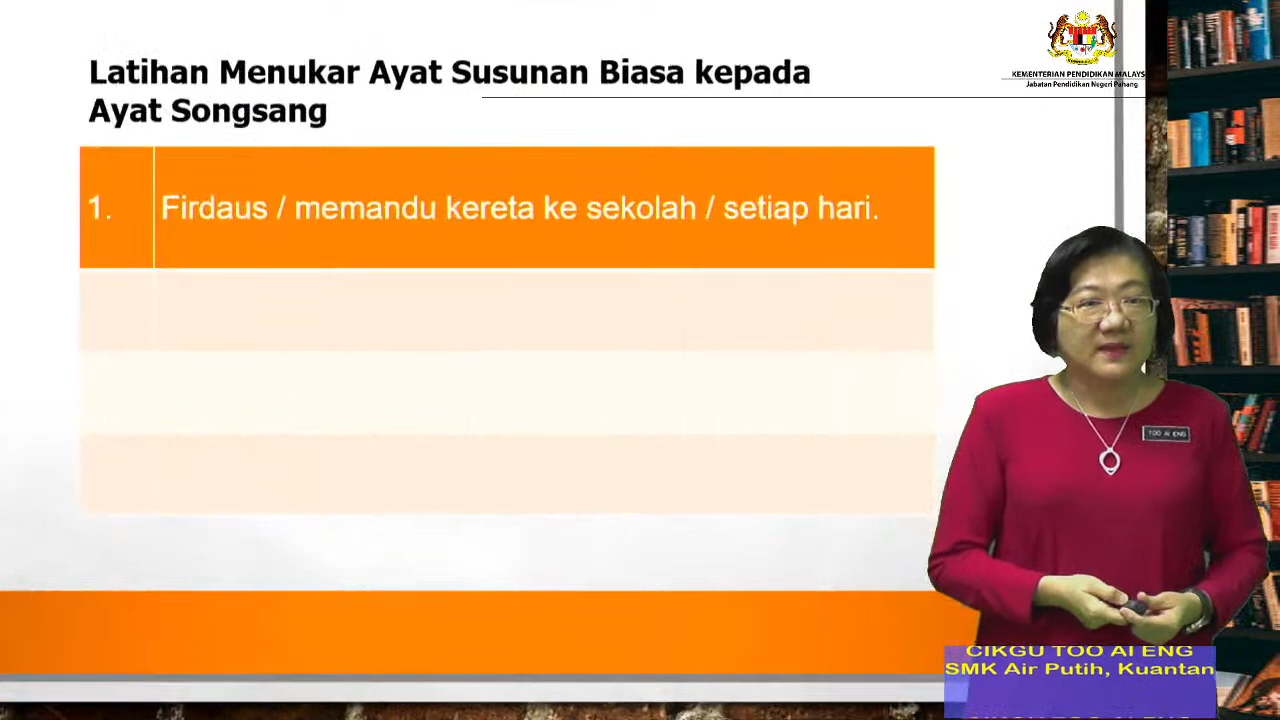 KEMENTERIAN PENDIDIKAN MALAYS
Jabatan Pendidikan Negeri Pahang
Latihan Menukar Ayat Susunan Biasa kepada
Ayat Songsang
1. Firdaus / memandu kereta ke sekolah / setiap hari.
TOO AI ENG
CIKGU TOO AI ENG
SMK Air Putih, Kuantan